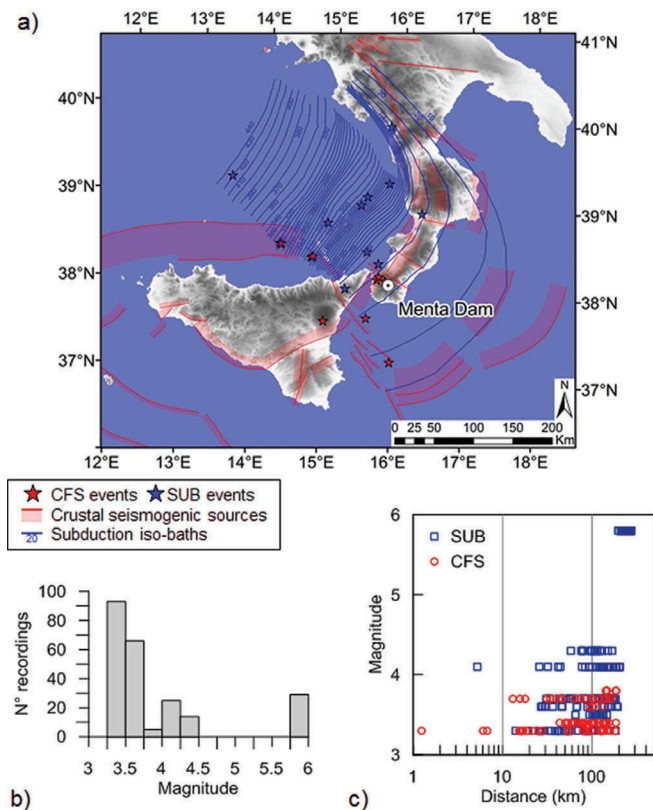 a)
15°E 16°E 17°E 18°E
41°N
40°N 40°N
39°N 39°N
38°N 38°N
Menta Dam
37°N 37°N
N
0 25 50 100 150 200
Km
12°E 13°E 14°E 15°E 16°E 17°E 18°E
CFS events SUB events
Crustal seismogenic sources
20 Subduction iso-baths
100
80
60
40
20
0
N° recordings
3 3.5 4 4.5 5 5.5 6
Magnitude
b)
6
5
4
3
Magnitude
SUB
CFS
1 10 100
Distance (km)
c)